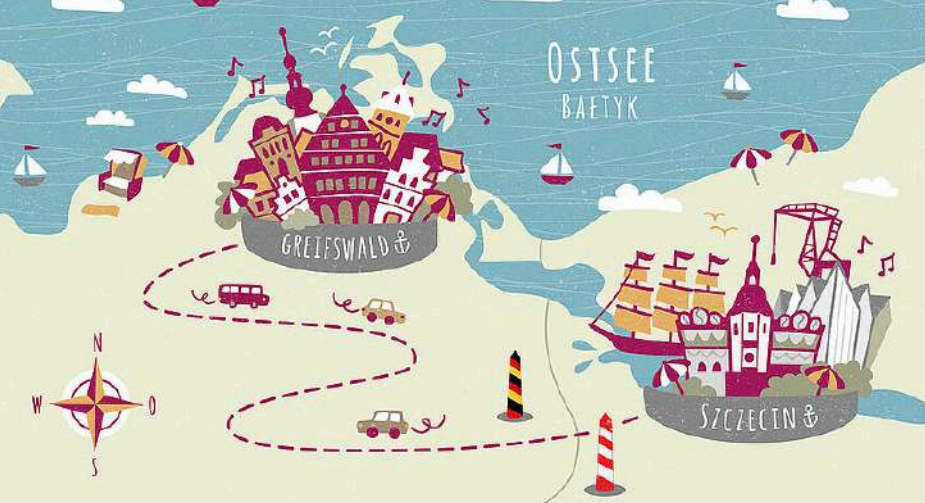 OSTSEE
BAŁTYK
GREIFSWALD
N
W O
S
SZCZECIN